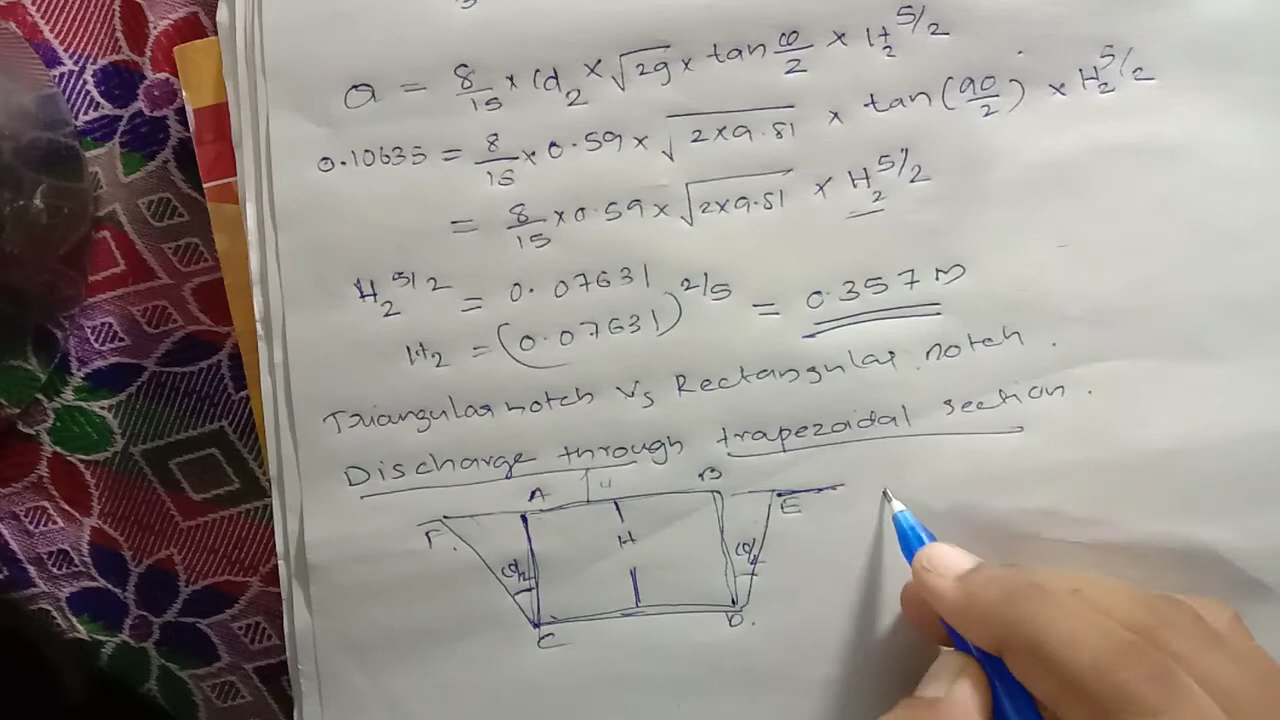 Q = 8/15 × Cd2 × √2g × tan θ/2 × H2^5/2
0.10635 = 8/15 × 0.59 × √2×9.81 × tan(90/2) × H2^5/2
= 8/15 × 0.59 × √2×9.81 × H2^5/2
H2^5/2 = 0.07631
H2 = (0.07631)^2/5 = 0.357 m
Triangular notch Vs Rectangular notch.
Discharge through trapezoidal section.
A B
F. E
H
θ/2 θ/2
C D.